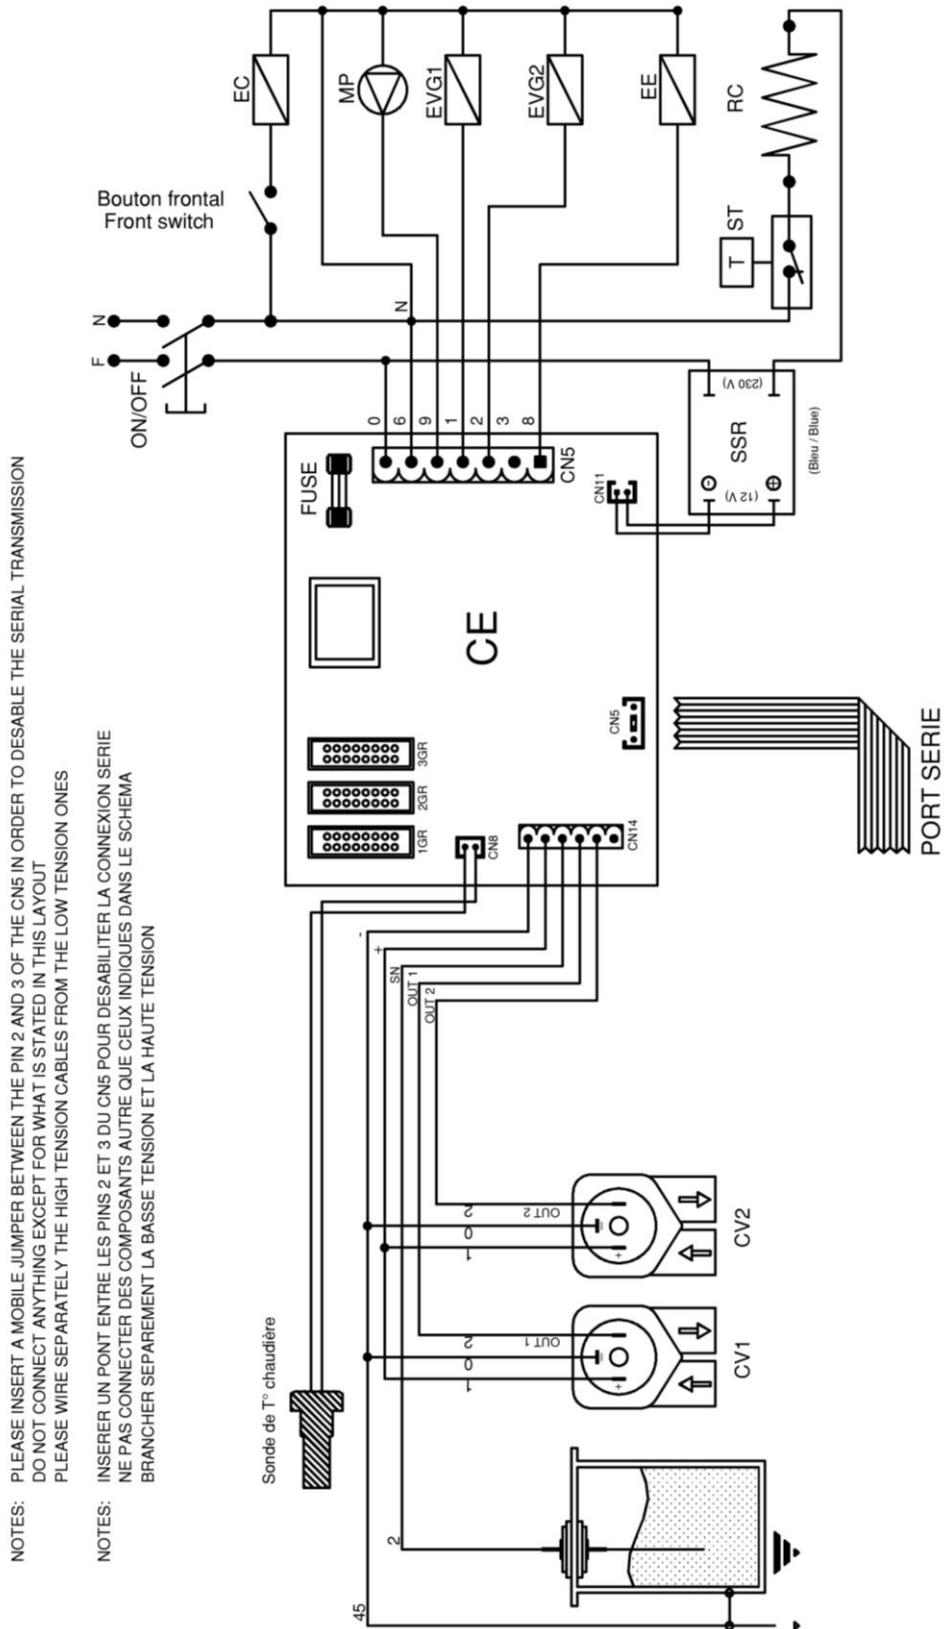 NOTES: PLEASE INSERT A MOBILE JUMPER BETWEEN THE PIN 2 AND 3 OF THE CN5 IN ORDER TO DESABLE THE SERIAL TRANSMISSION
DO NOT CONNECT ANYTHING EXCEPT FOR WHAT IS STATED IN THIS LAYOUT
PLEASE WIRE SEPARATELY THE HIGH TENSION CABLES FROM THE LOW TENSION ONES
NOTES: INSERER UN PONT ENTRE LES PINS 2 ET 3 DU CN5 POUR DESABILITER LA CONNEXION SERIE
NE PAS CONNECTER DES COMPOSANTS AUTRE QUE CEUX INDIQUES DANS LE SCHEMA
BRANCHER SEPAREMENT LA BASSSE TENSION ET LA HAUTE TENSION
EC
MP
EVG1
EVG2
EE
RC
Bouton frontal
Front switch
ST
T
N
F
ON/OFF
N
0
6
9
1
2
3
8
CN5
FUSE
CN11
SSR
(230 V)
(12 V)
(Bleu / Blue)
CE
CN5
3GR
2GR
1GR
CN8
CN14
PORT SERIE
-
+
SN
OUT 1
OUT 2
Sonde de T° chaudière
2
0
1
OUT 2
+
-
CV2
2
0
1
OUT 1
+
-
CV1
2
45